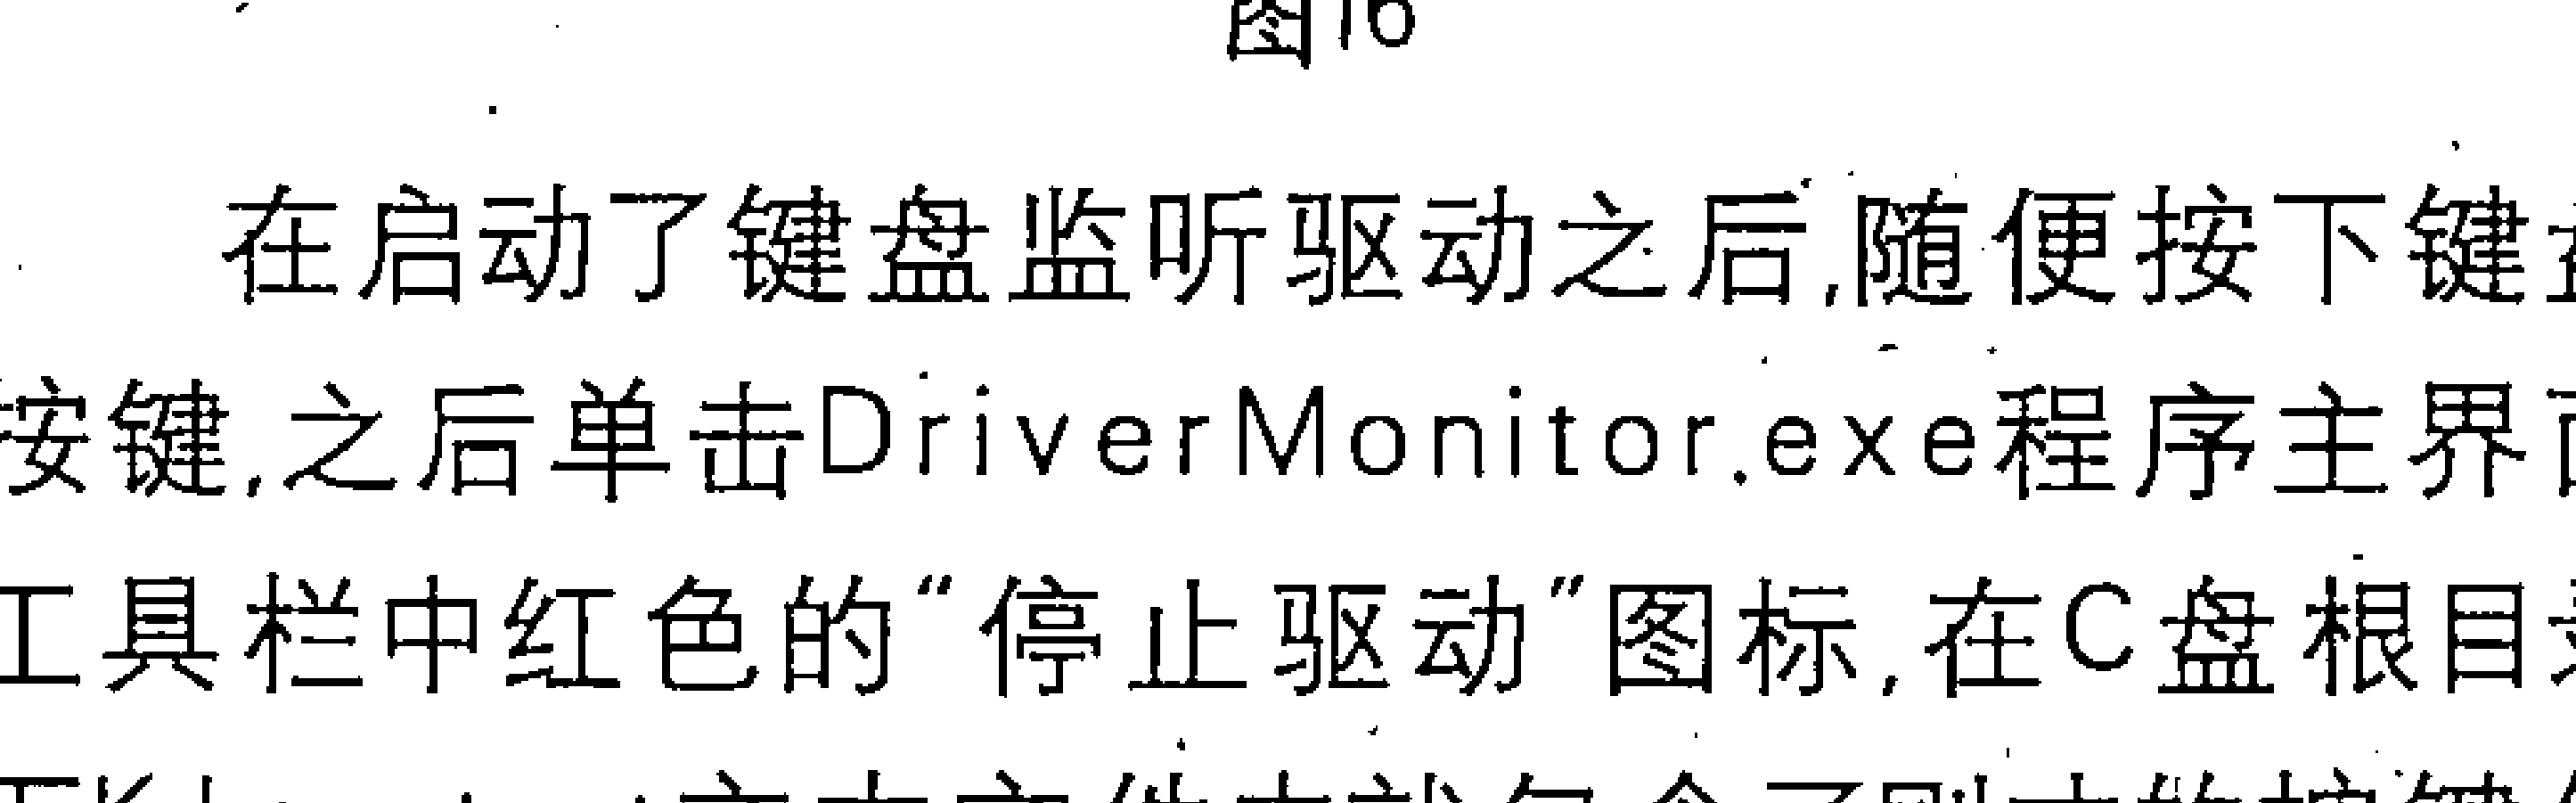 图16
在启动了键盘监听驱动之后,随便按下键
按键,之后单击DriverMonitor.exe程序主界
工具栏中红色的“停止驱动”图标,在C盘根目